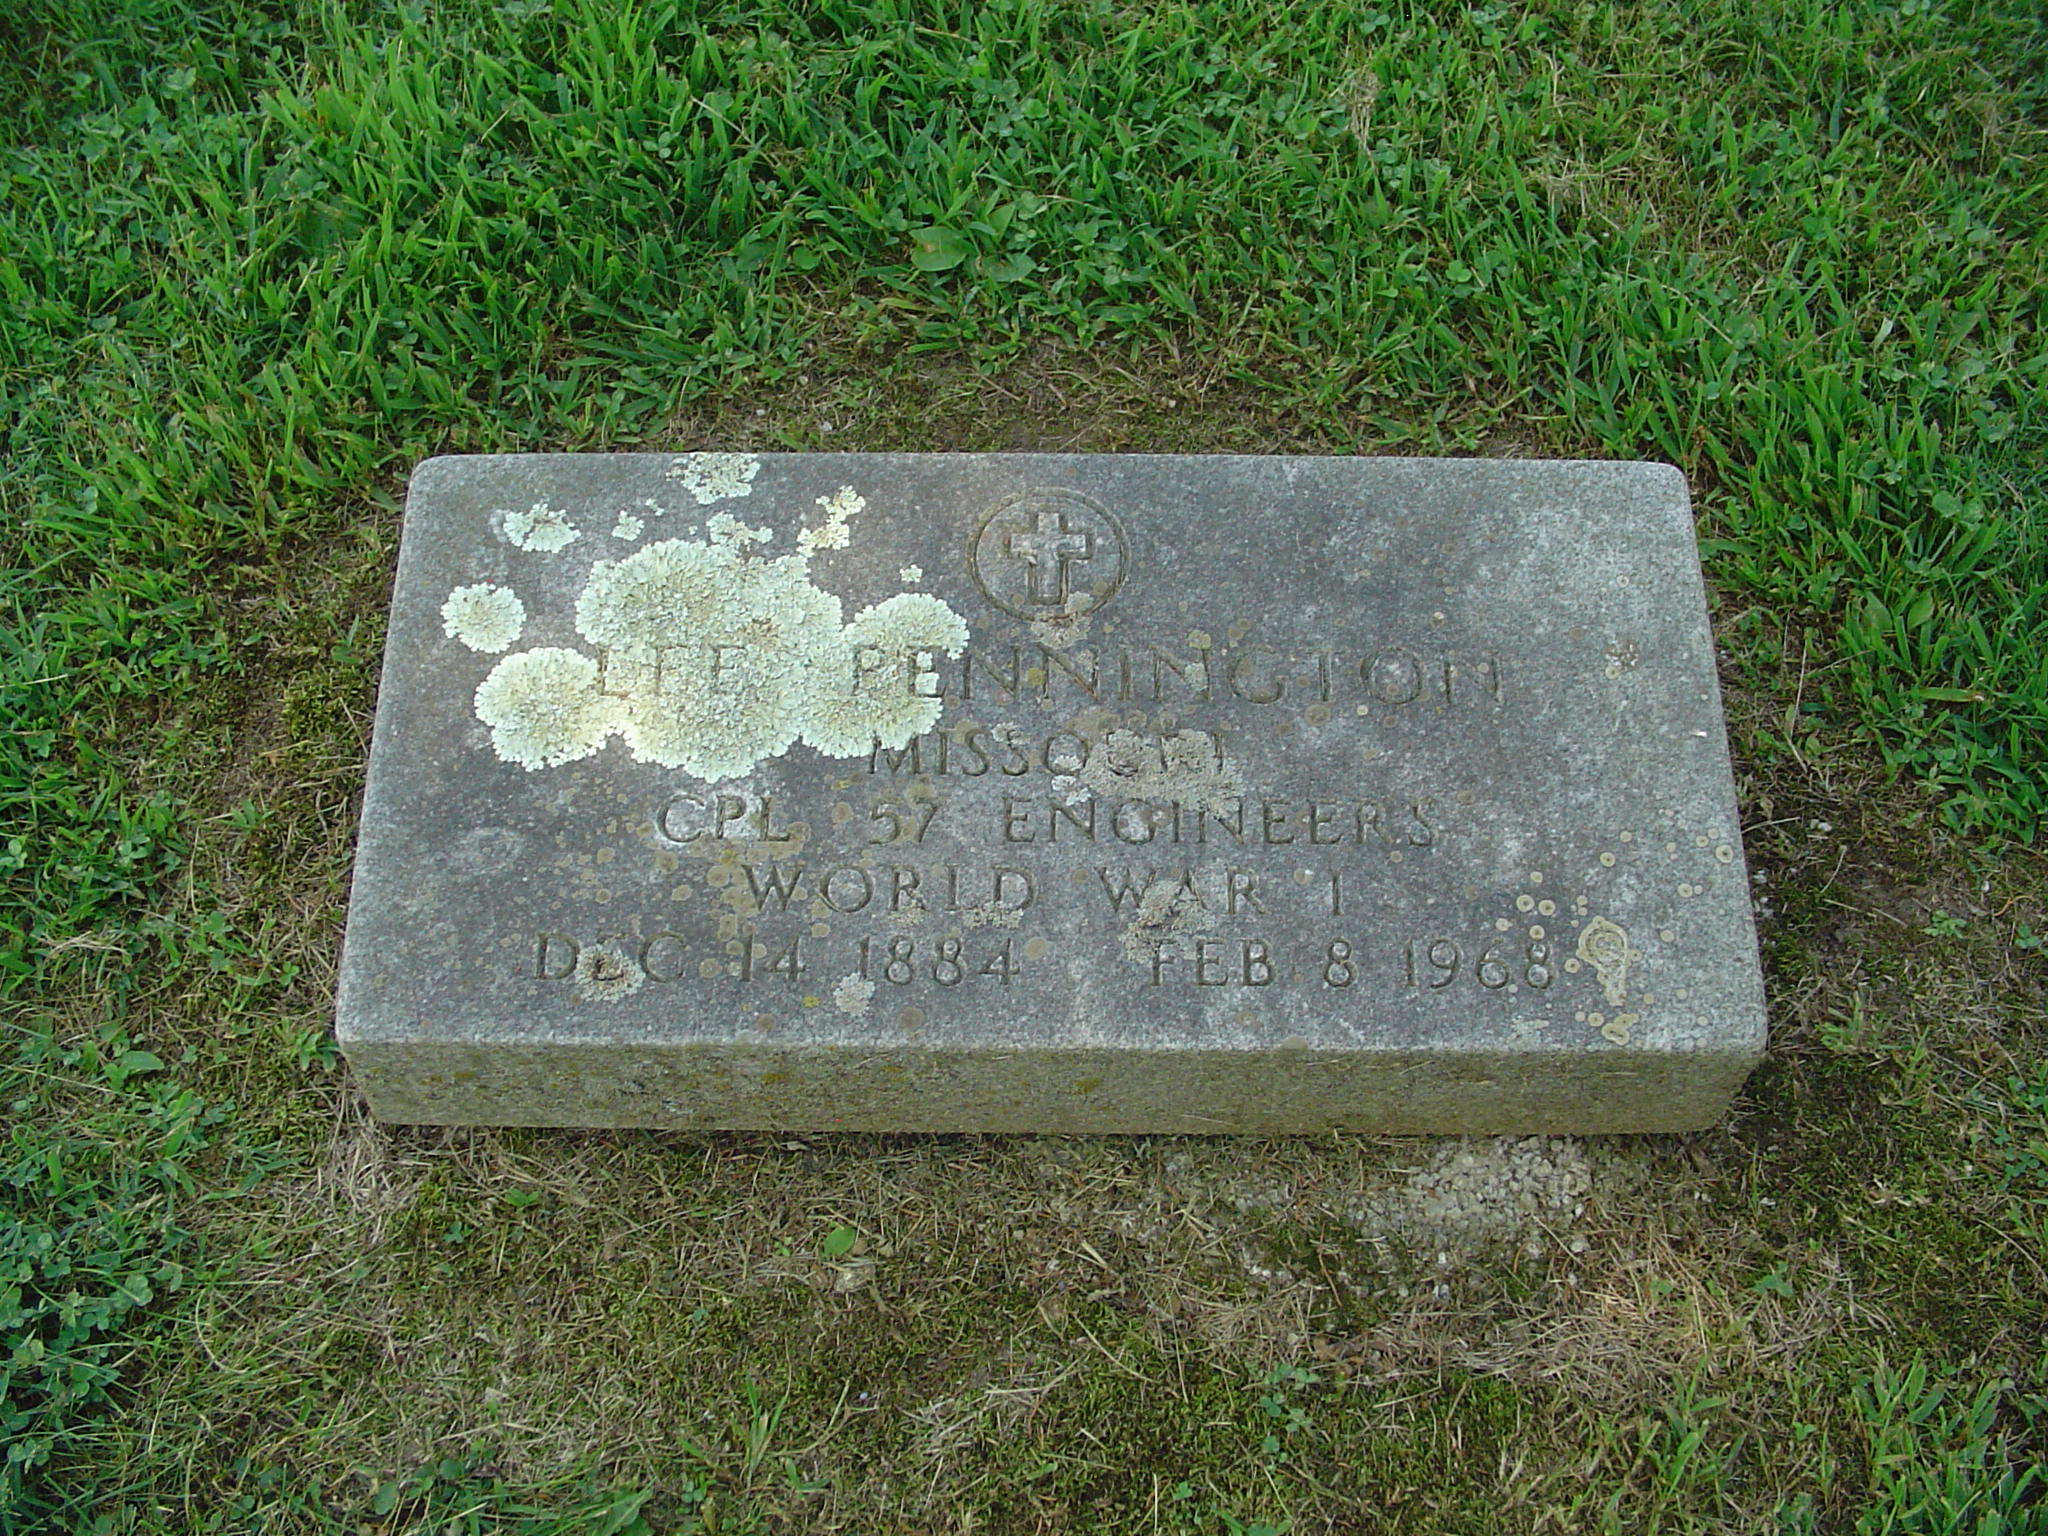 LEE PENNINGTON
MISSOURI
CPL 57 ENGINEERS
WORLD WAR I
DEC 14 1884 FEB 8 1968